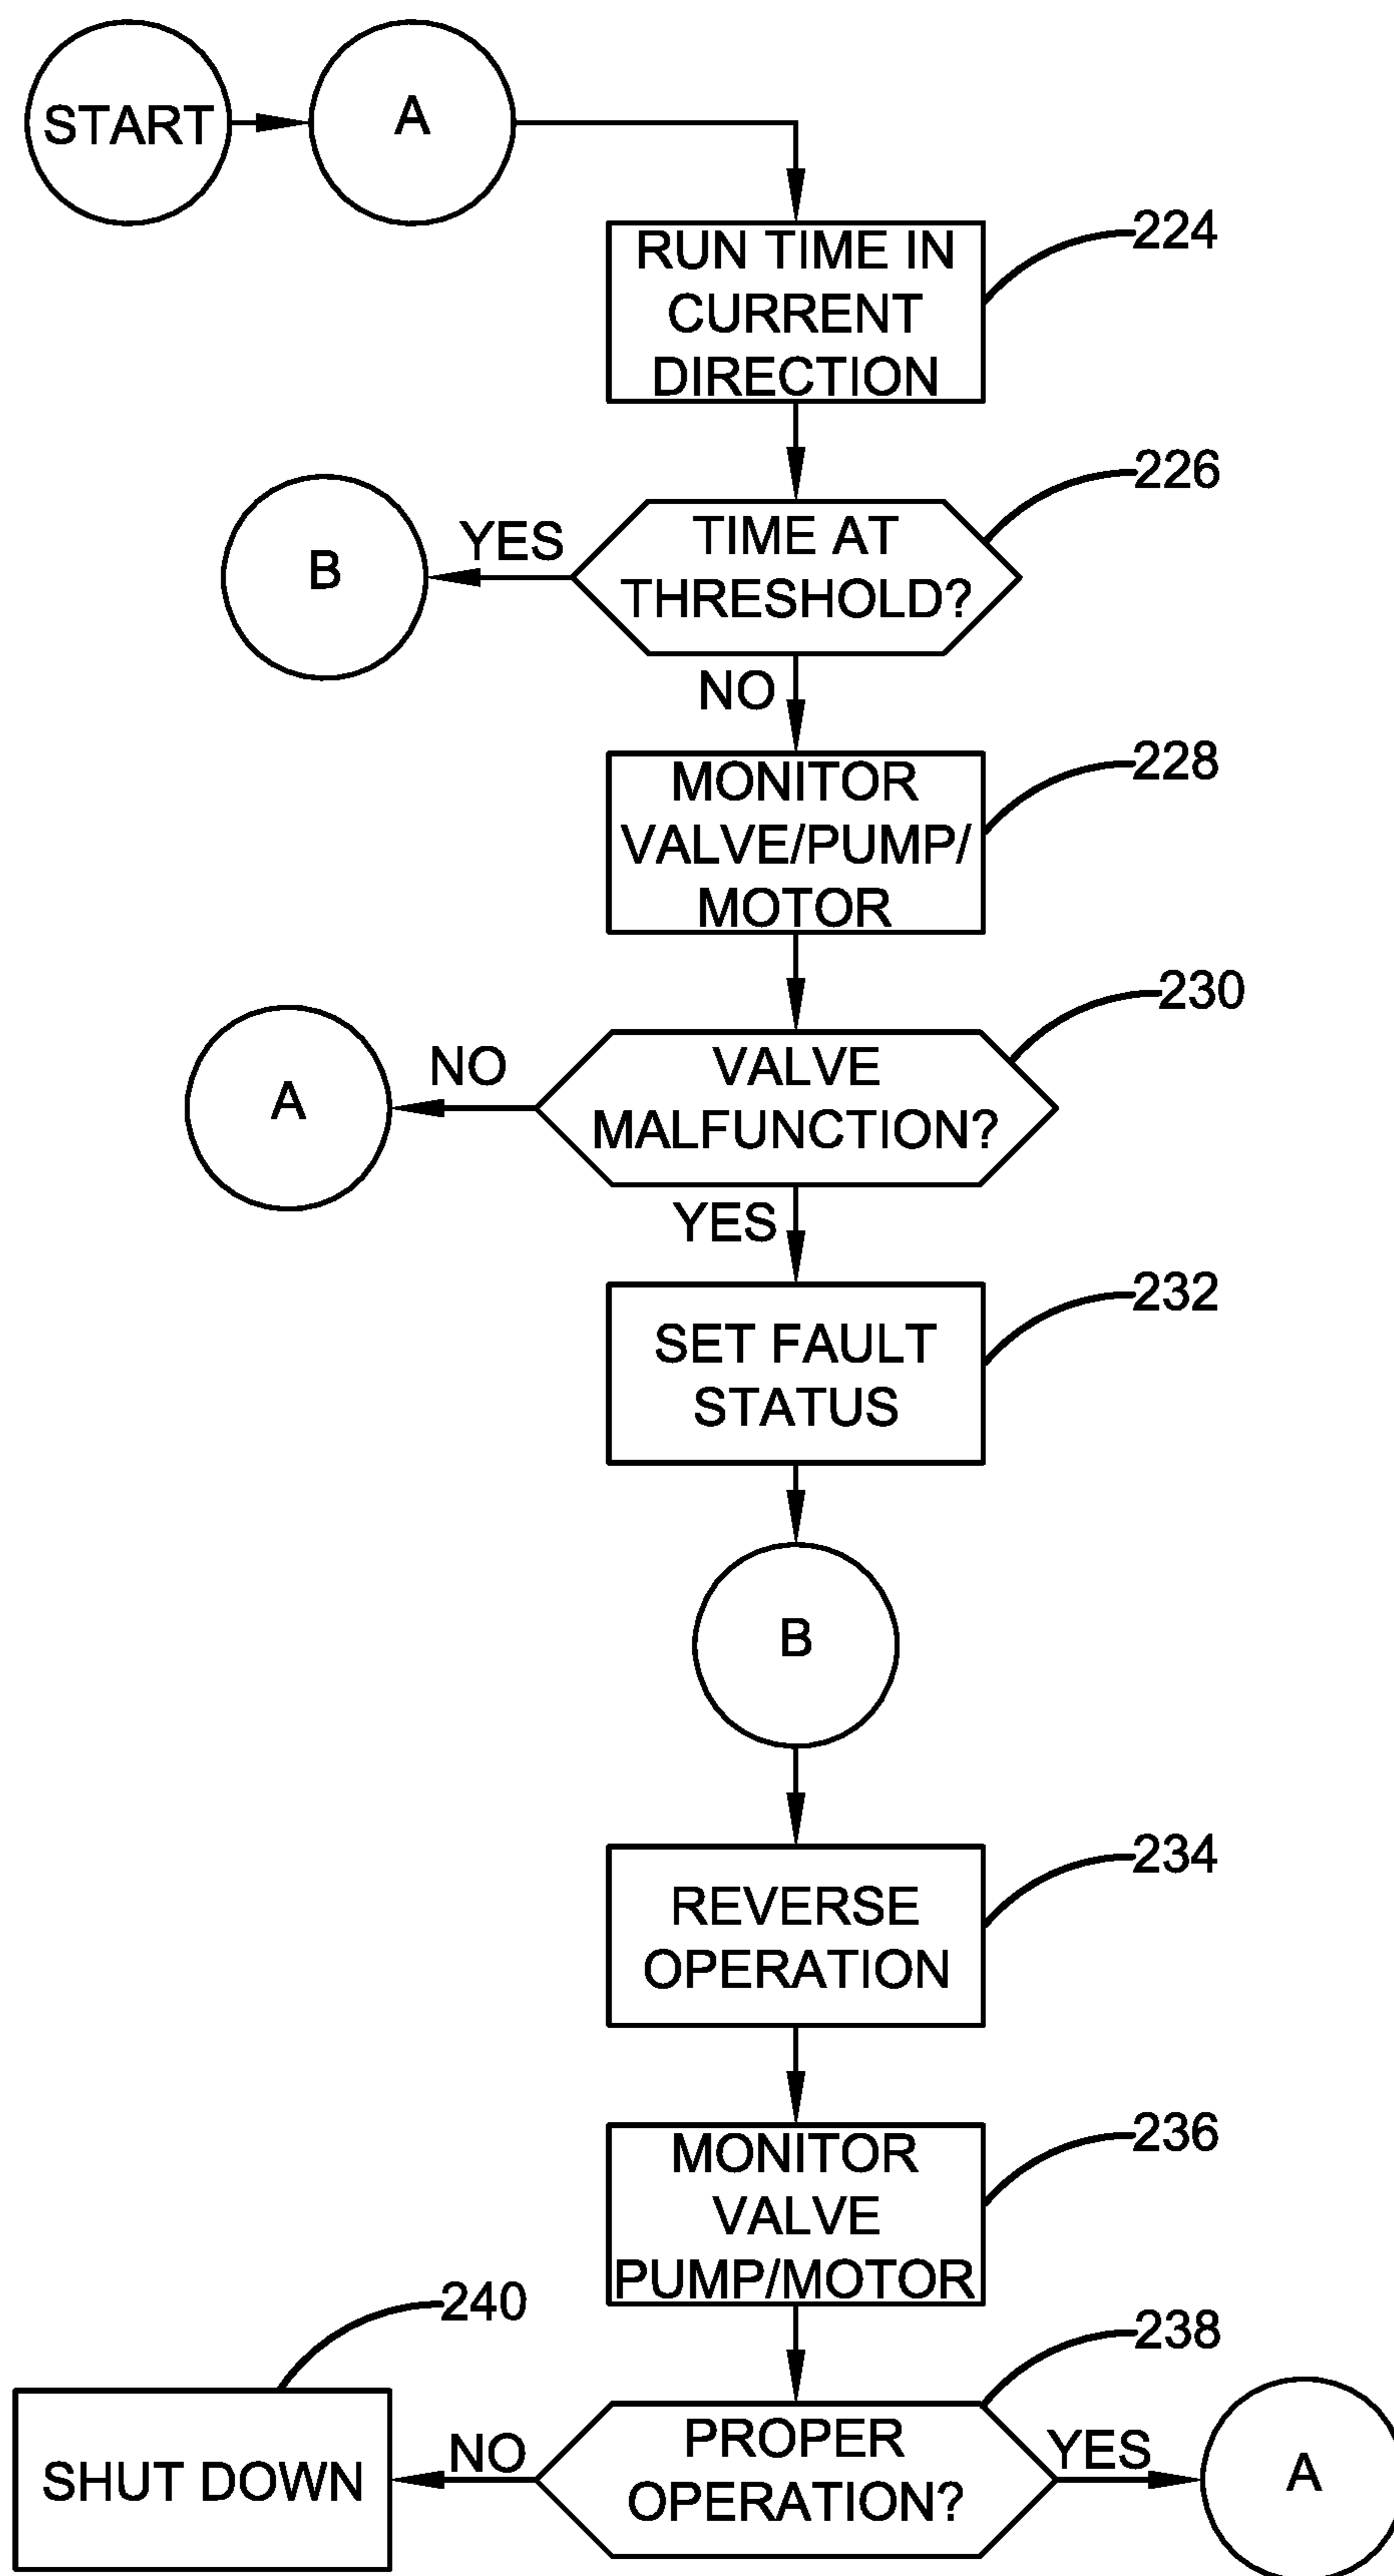 START
A
RUN TIME IN
CURRENT
DIRECTION
224
TIME AT
THRESHOLD?
226
YES
B
NO
MONITOR
VALVE/PUMP/
MOTOR
228
VALVE
MALFUNCTION?
230
NO
A
YES
SET FAULT
STATUS
232
B
REVERSE
OPERATION
234
MONITOR
VALVE
PUMP/MOTOR
236
PROPER
OPERATION?
238
NO
SHUT DOWN
240
YES
A